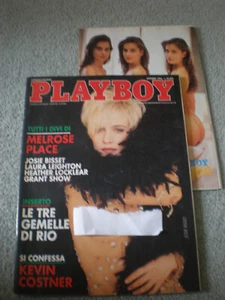 PLAYBOY
TUTTI I DIVI DI
MELROSE
PLACE
JOSIE BISSET
LAURA LEIGHTON
HEATHER LOCKLEAR
GRANT SHOW
INSERTO
LE TRE
GEMELLE
DI RIO
SI CONFESSA
KEVIN
COSTNER